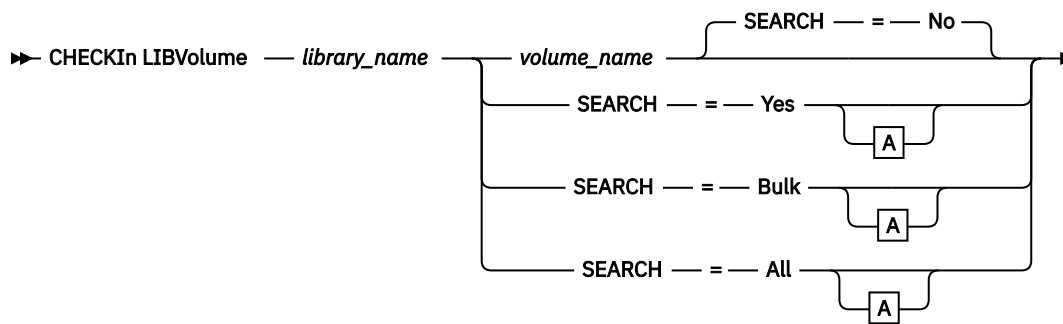 SEARCH = No
CHECKIn LIBVolume library_name volume_name
SEARCH = Yes
A
SEARCH = Bulk
A
SEARCH = All
A